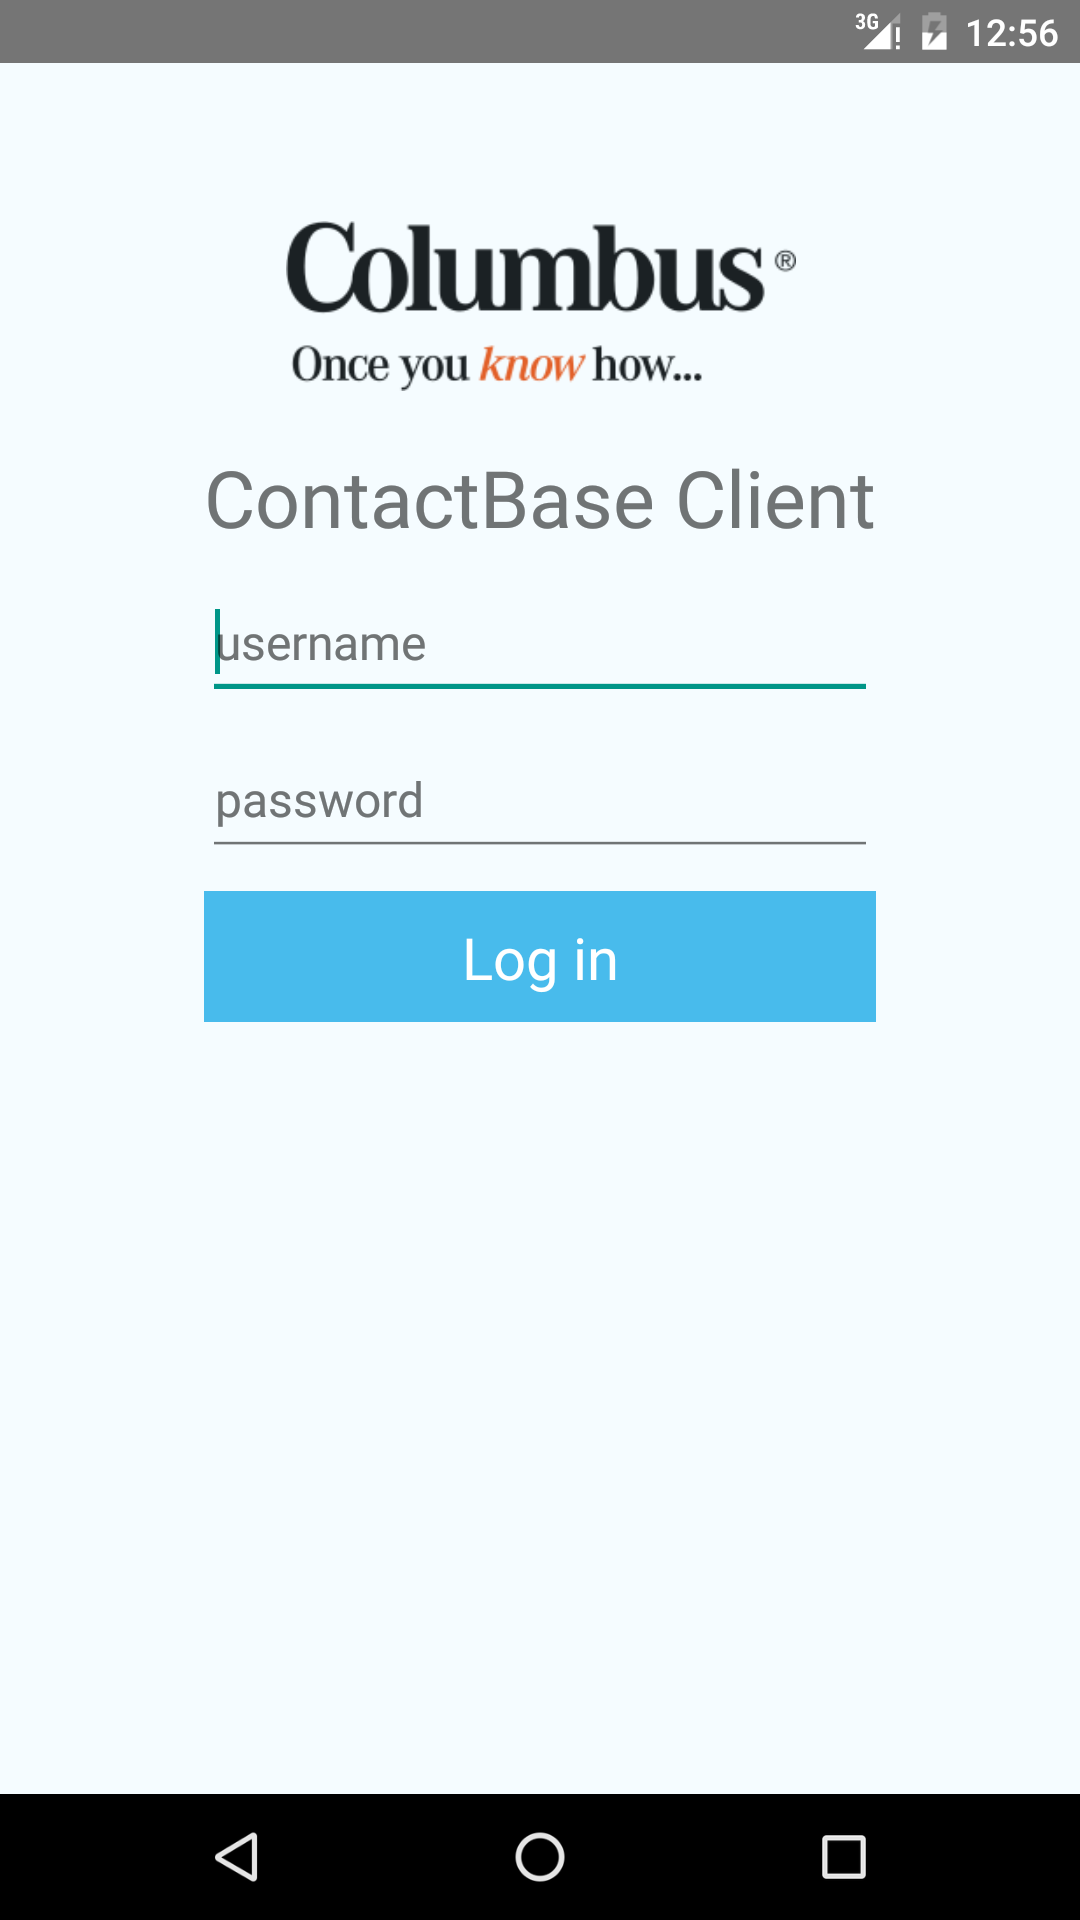 3G 12:56
Columbus®
Once you know how...
ContactBase Client
username
password
Log in